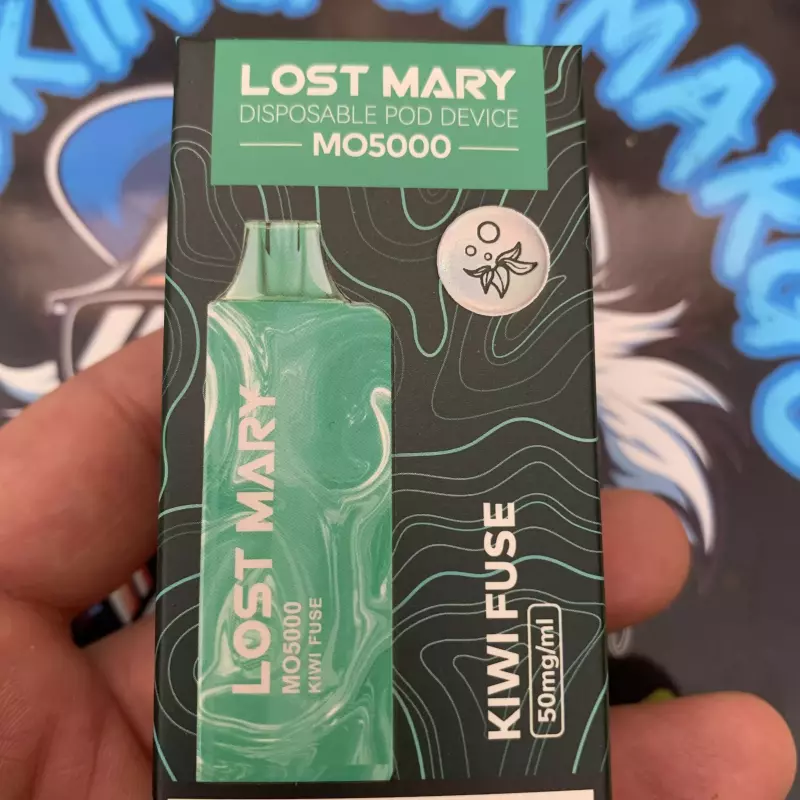 LOST MARY
DISPOSABLE POD DEVICE
MO5000
LOST MARY
MO5000
KIWI FUSE
KIWI FUSE
50mg/ml